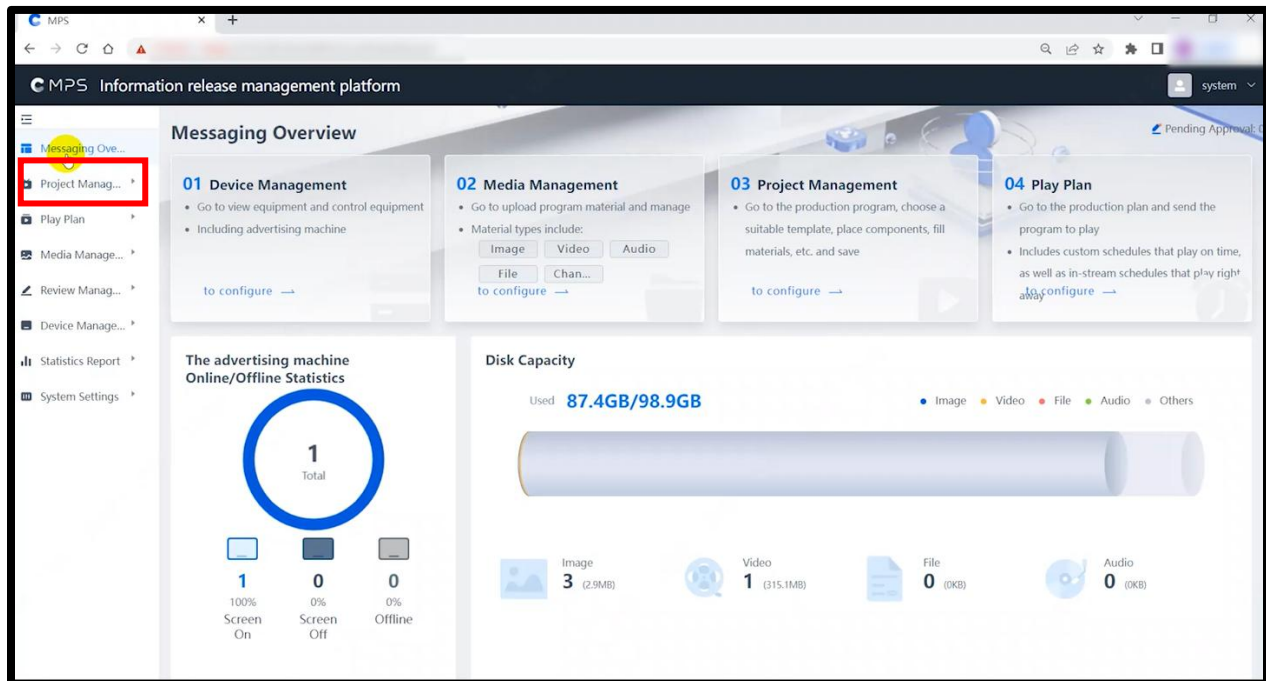 MPS
MPS Information release management platform
system
Messaging Ove...
Project Manag...
Play Plan
Media Manage...
Review Manag...
Device Manage...
Statistics Report
System Settings
Messaging Overview
Pending Approval: 0
01 Device Management
Go to view equipment and control equipment
Including advertising machine
to configure
02 Media Management
Go to upload program material and manage
Material types include:
Image Video Audio
File Chan...
to configure
03 Project Management
Go to the production program, choose a
suitable template, place components, fill
materials, etc. and save
to configure
04 Play Plan
Go to the production plan and send the
program to play
Includes custom schedules that play on time,
as well as in-stream schedules that play right
away
to configure
The advertising machine
Online/Offline Statistics
1
Total
1 0 0
100% 0% 0%
Screen Screen Offline
On Off
Disk Capacity
Used 87.4GB/98.9GB
Image Video File Audio Others
Image Video File Audio
3 (2.9MB) 1 (315.1MB) 0 (0KB) 0 (0KB)